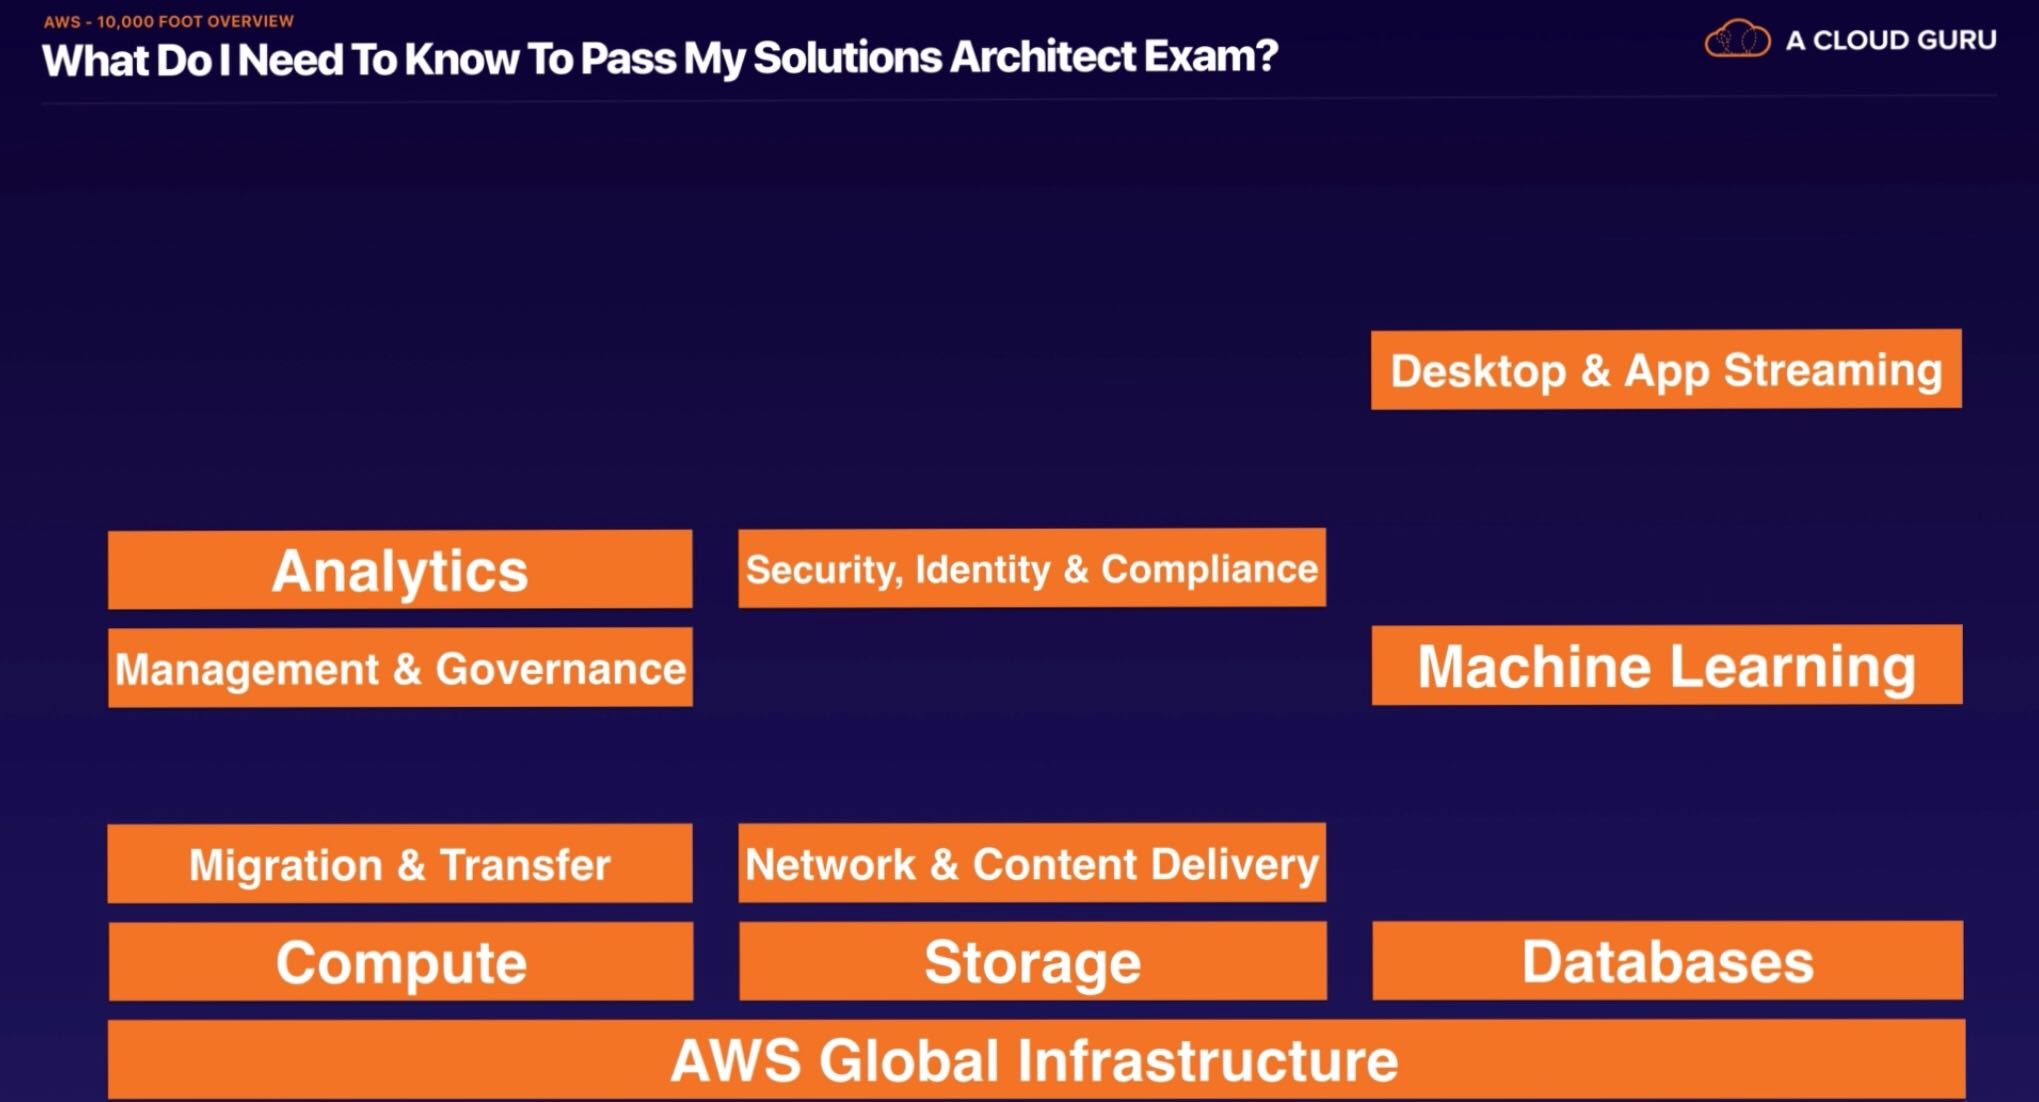 AWS - 10,000 FOOT OVERVIEW
What Do I Need To Know To Pass My Solutions Architect Exam?
A CLOUD GURU
Desktop & App Streaming
Analytics
Security, Identity & Compliance
Management & Governance
Machine Learning
Migration & Transfer
Network & Content Delivery
Compute
Storage
Databases
AWS Global Infrastructure